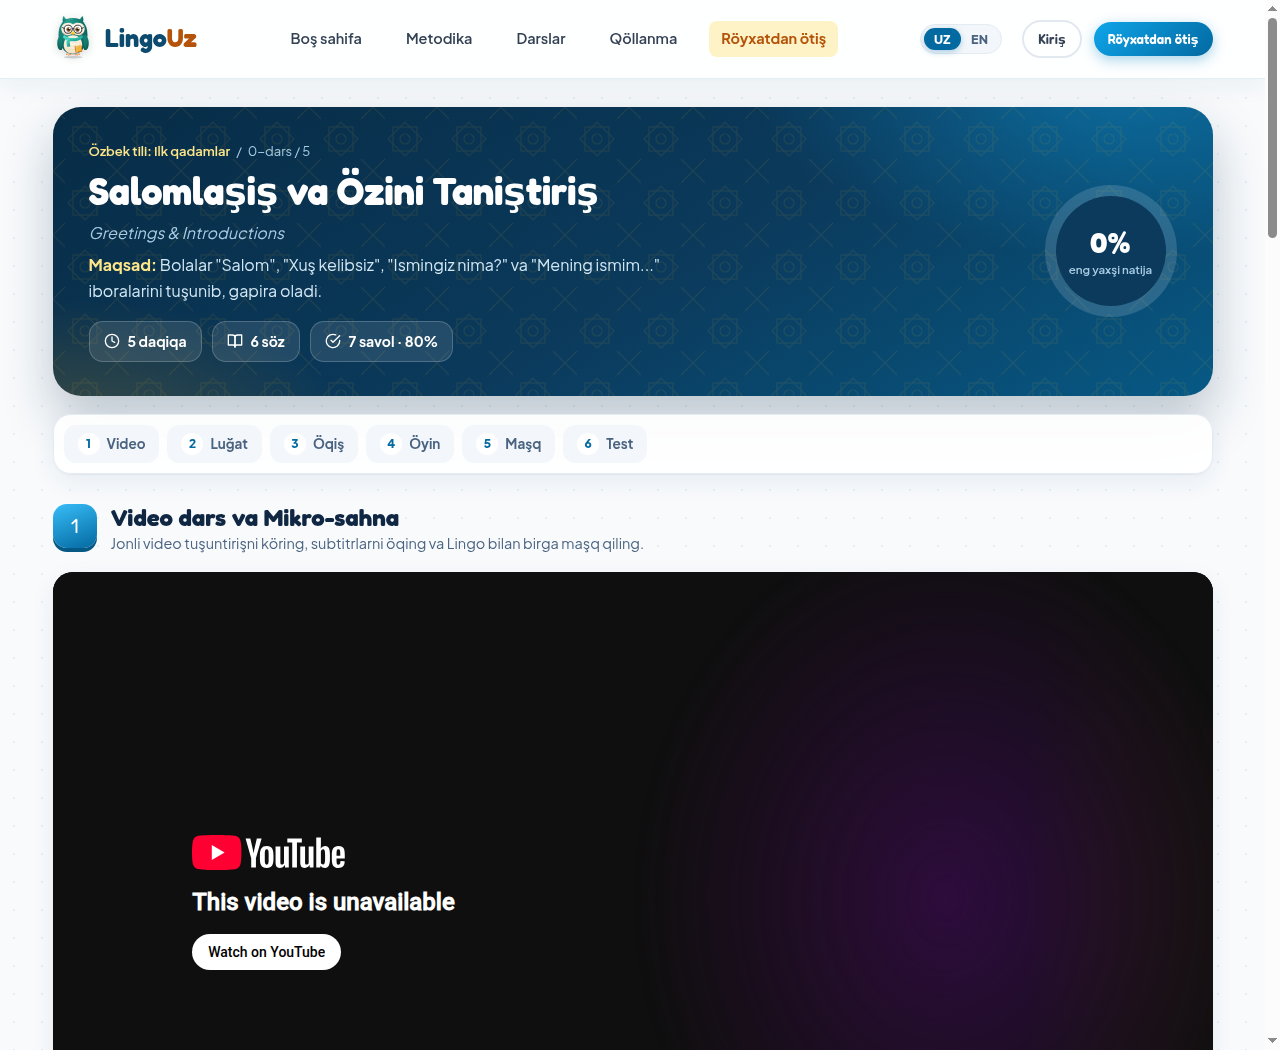 LingoUz
Boş sahifa
Metodika
Darslar
Qöllanma
Röyxatdan ötiş
UZ EN
Kiriş
Röyxatdan ötiş
Özbek tili: Ilk qadamlar / 0-dars / 5
Salomlaşiş va Özini Taniştiriş
Greetings & Introductions
Maqsad: Bolalar "Salom", "Xuş kelibsiz", "Ismingiz nima?" va "Mening ismim..."
iboralarini tuşunib, gapira oladi.
5 daqiqa
6 söz
7 savol · 80%
0%
eng yaxşi natija
1 Video
2 Luğat
3 Öqiş
4 Öyin
5 Maşq
6 Test
1
Video dars va Mikro-sahna
Jonli video tuşuntirişni köring, subtitrlarni öqing va Lingo bilan birga maşq qiling.
YouTube
This video is unavailable
Watch on YouTube